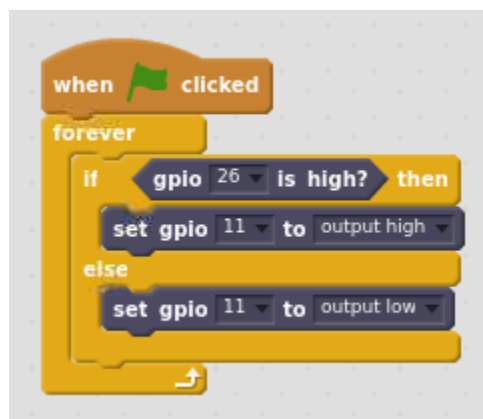 when clicked
forever
if gpio 26 is high? then
set gpio 11 to output high
else
set gpio 11 to output low